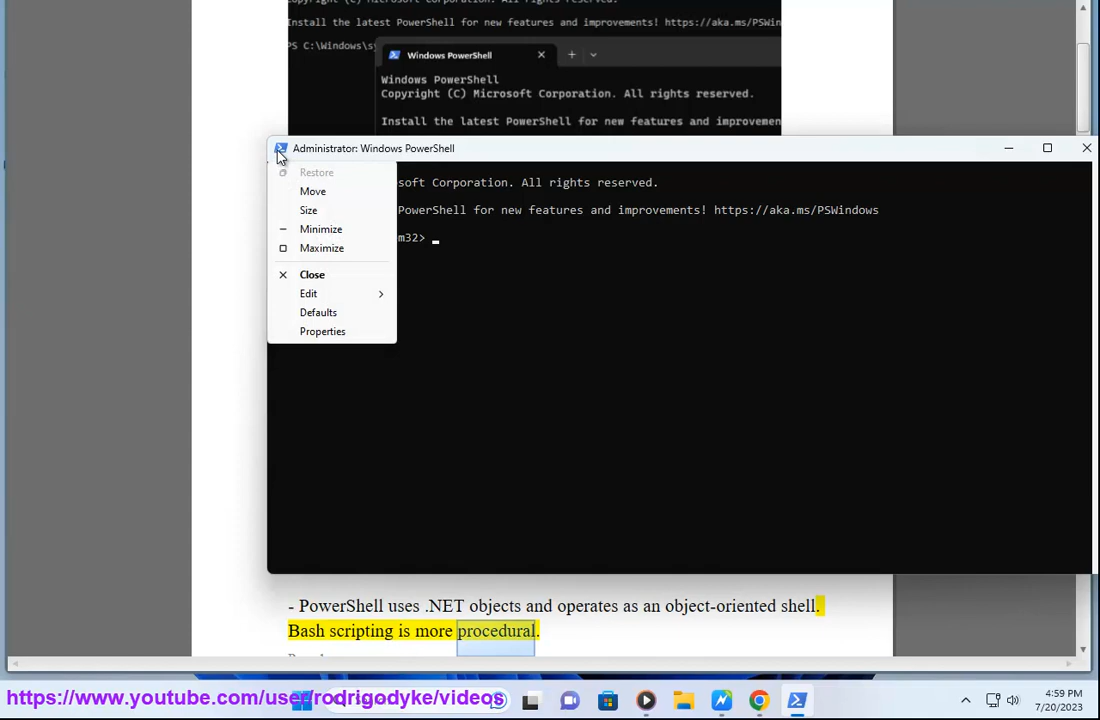 Install the latest PowerShell for new features and improvements! https://aka.ms/PSWin
PS C:\Windows\sy
Windows PowerShell
Windows PowerShell
Copyright (C) Microsoft Corporation. All rights reserved.
Install the latest PowerShell for new features and improvemen
Administrator: Windows PowerShell
soft Corporation. All rights reserved.
PowerShell for new features and improvements! https://aka.ms/PSWindows
m32>
Restore
Move
Size
Minimize
Maximize
Close
Edit
Defaults
Properties
- PowerShell uses .NET objects and operates as an object-oriented shell.
Bash scripting is more procedural.
https://www.youtube.com/user/rodrigodyke/videos
4:59 PM
7/20/2023